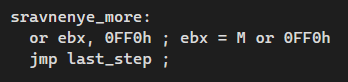 sravnenye_more:
  or ebx, 0FF0h ; ebx = M or 0FF0h
  jmp last_step ;